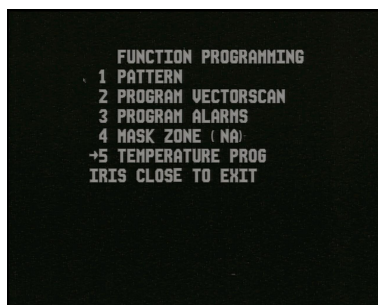 FUNCTION PROGRAMMING
1 PATTERN
2 PROGRAM VECTORSCAN
3 PROGRAM ALARMS
4 MASK ZONE (NA)
→5 TEMPERATURE PROG
IRIS CLOSE TO EXIT